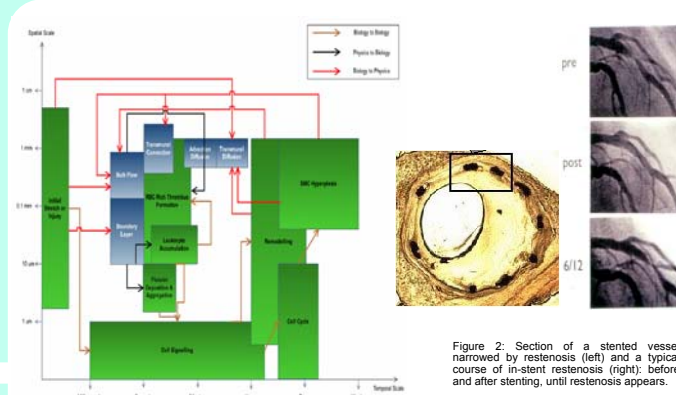 Spatial Scale
Biology to Biology
Physics to Biology
Biology to Physics
1 cm
1 mm
0.1 mm
10 μm
1 μm
Initial
Stretch or
Injury
Bulk Flow
Transmural
Convection
Advection
Diffusion
Transmural
Diffusion
RBC Rich Thrombus
Formation
Boundary
Layer
Leukocyte
Accumulation
Platelet
Deposition &
Aggregation
Cell Signalling
Remodelling
SMC Hyperplasia
Cell Cycle
Temporal Scale
pre
post
6/12
Figure 2: Section of a stented vesse
narrowed by restenosis (left) and a typica
course of in-stent restenosis (right): before
and after stenting, until restenosis appears.